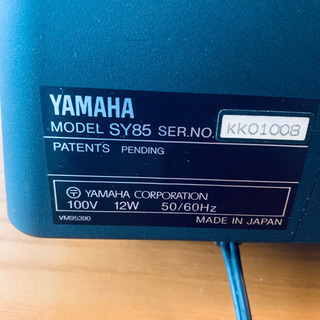 YAMAHA
MODEL SY85 SER.NO. KK01008
PATENTS PENDING
YAMAHA CORPORATION
100V 12W 50/60Hz
VM95390 MADE IN JAPAN